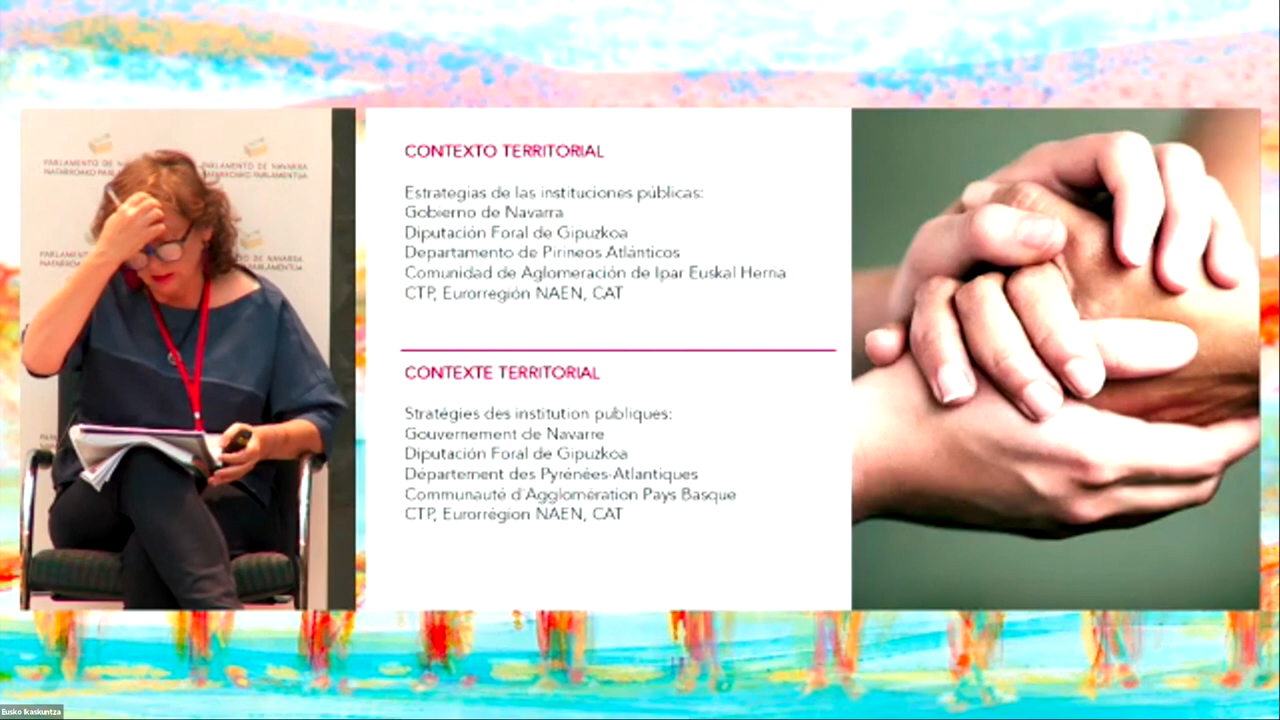 PARLAMENTO DE NAVARRA
NAFARROAKO PARLAMENTUA
CONTEXTO TERRITORIAL
Estrategias de las instituciones públicas:
Gobierno de Navarra
Diputación Foral de Gipuzkoa
Departamento de Pirineos Atlánticos
Comunidad de Aglomeración de Ipar Euskal Herria
CTP, Eurorregión NAEN, CAT
CONTEXTE TERRITORIAL
Stratégies des institution publiques:
Gouvernement de Navarre
Diputación Foral de Gipuzkoa
Département des Pyrénées-Atlantiques
Communauté d'Agglomération Pays Basque
CTP, Eurorrégion NAEN, CAT
Eusko Ikaskuntza